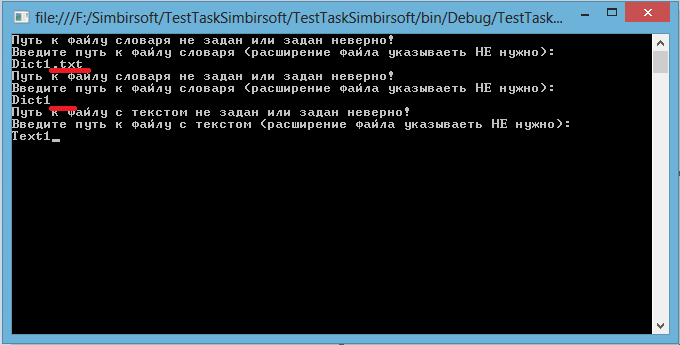 file:///F:/Simbirsoft/TestTaskSimbirsoft/TestTaskSimbirsoft/bin/Debug/TestTask...
Путь к файлу словаря не задан или задан неверно!
Введите путь к файлу словаря (расширение файла указываеть НЕ нужно):
Dict1.txt
Путь к файлу словаря не задан или задан неверно!
Введите путь к файлу словаря (расширение файла указываеть НЕ нужно):
Dict1
Путь к файлу с текстом не задан или задан неверно!
Введите путь к файлу с текстом (расширение файла указываеть НЕ нужно):
Text1_